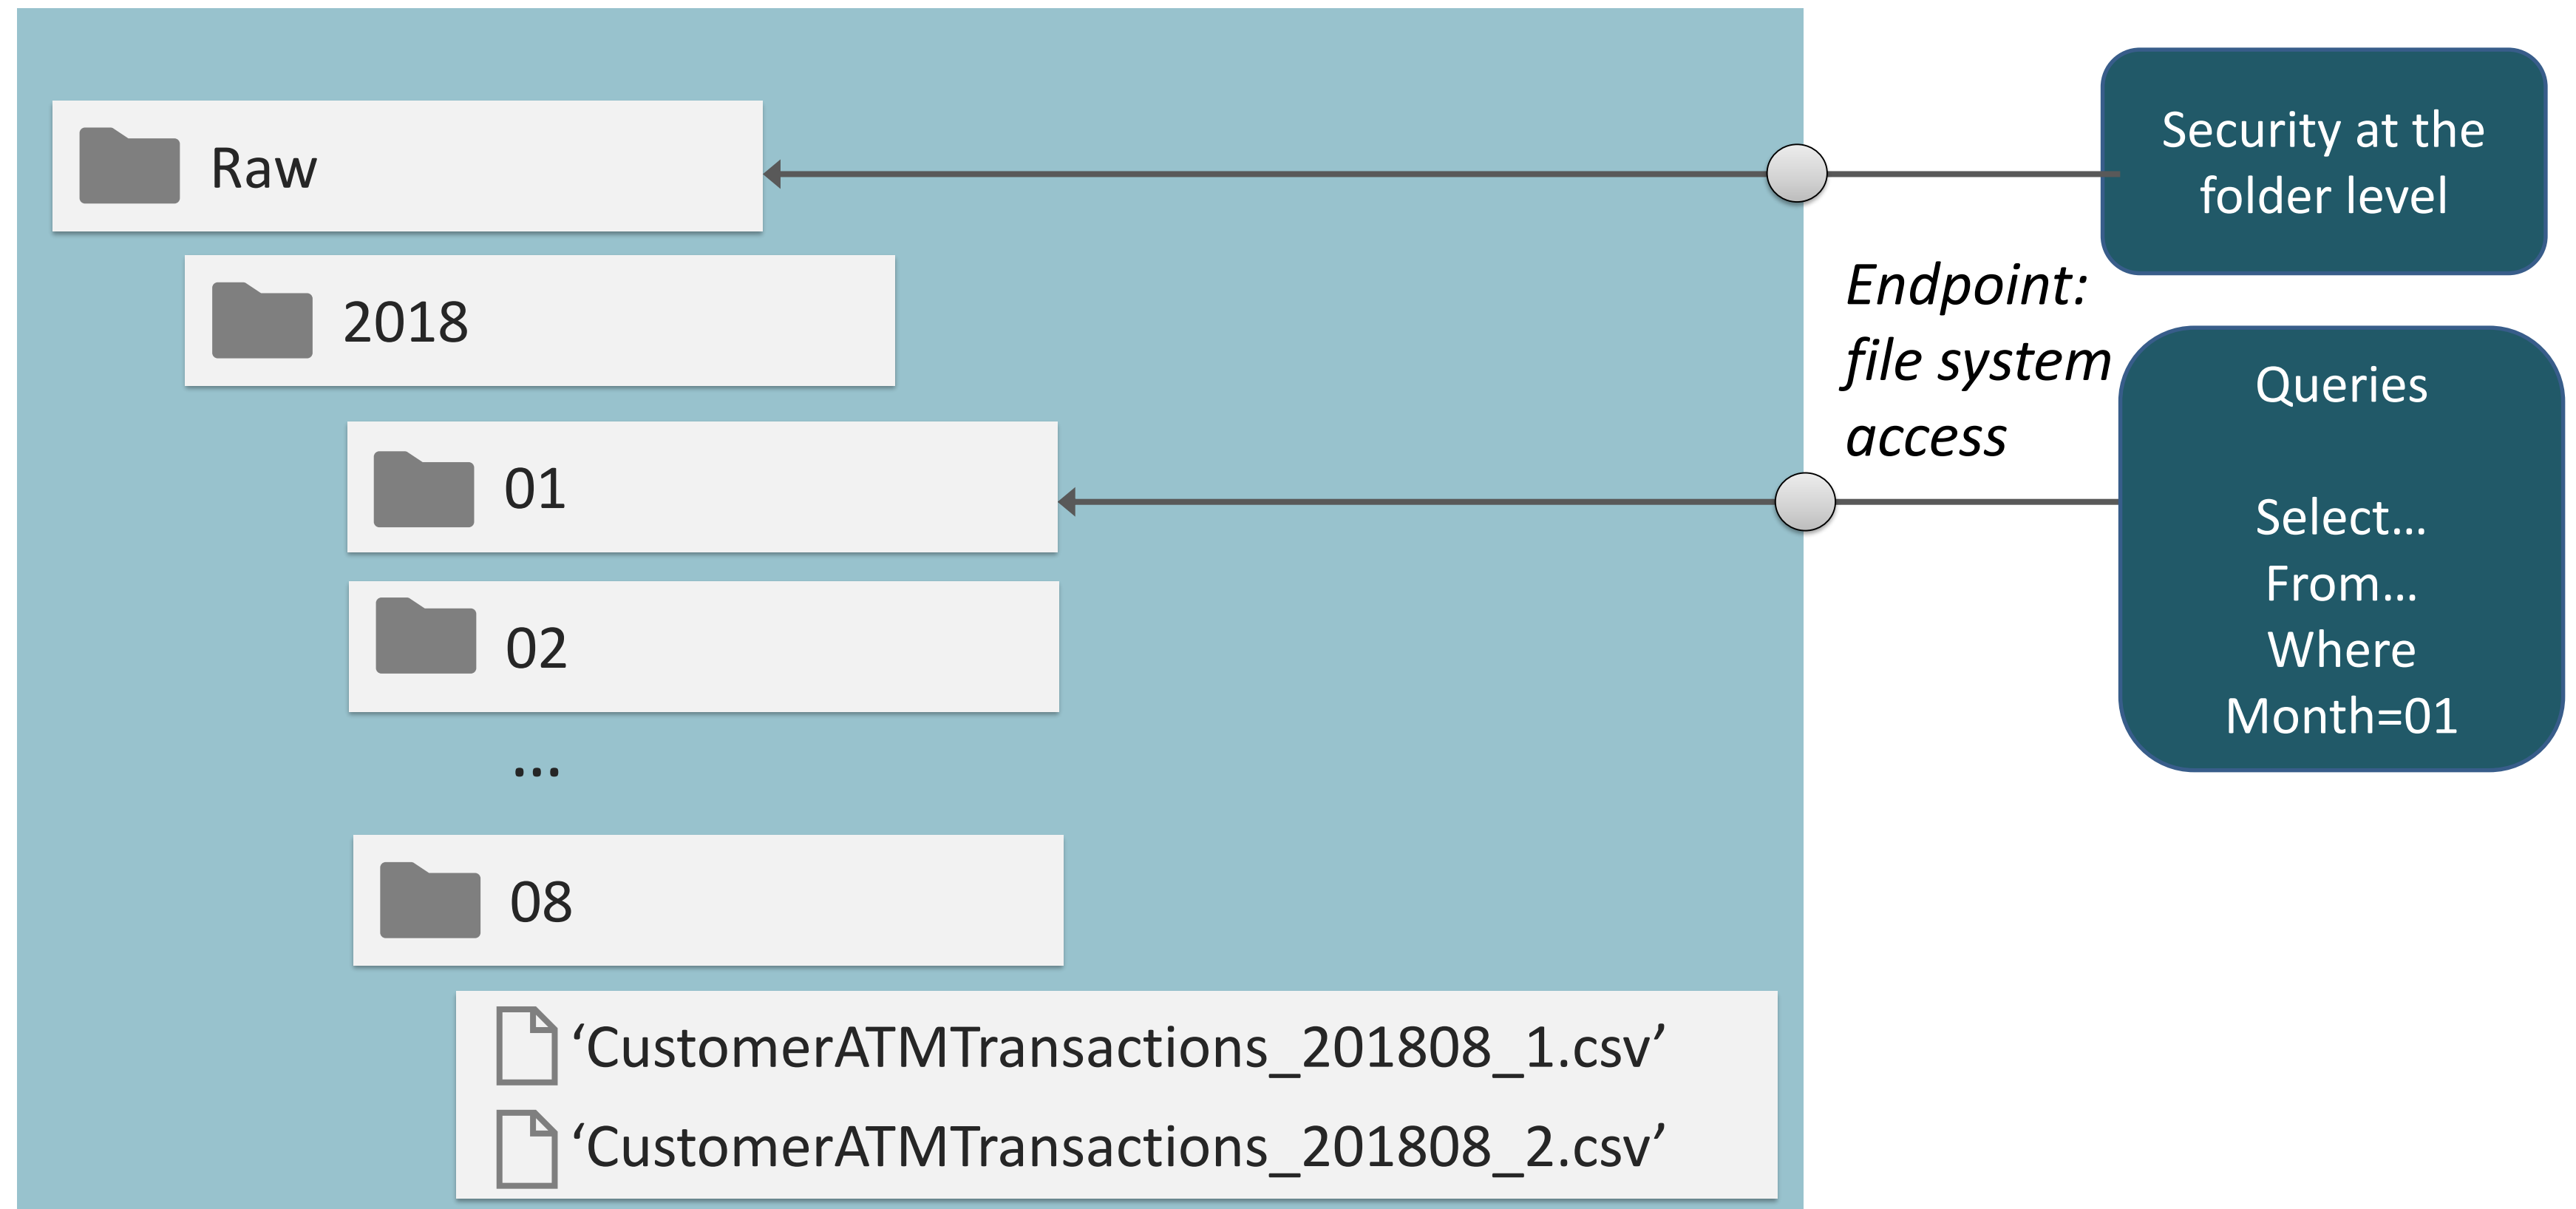 Raw
2018
01
02
...
08
‘CustomerATMTransactions_201808_1.csv’
‘CustomerATMTransactions_201808_2.csv’
Security at the
folder level
Endpoint:
file system
access
Queries
Select…
From…
Where
Month=01